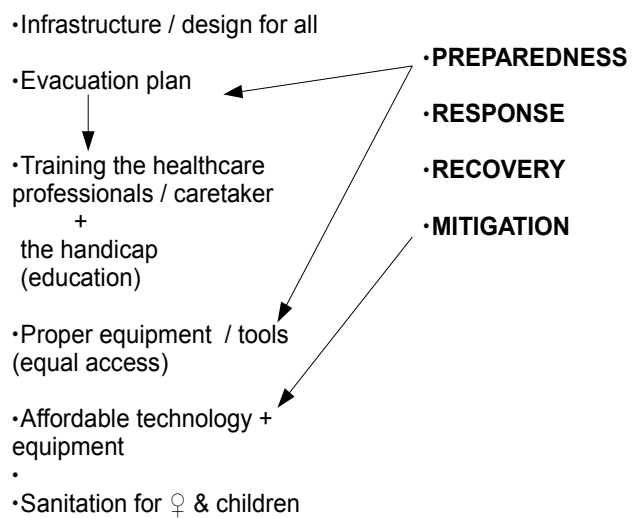 •Infrastructure / design for all
•Evacuation plan
•Training the healthcare
professionals / caretaker
+
the handicap
(education)
•Proper equipment / tools
(equal access)
•Affordable technology +
equipment
•
•Sanitation for ♀ & children
•PREPAREDNESS
•RESPONSE
•RECOVERY
•MITIGATION